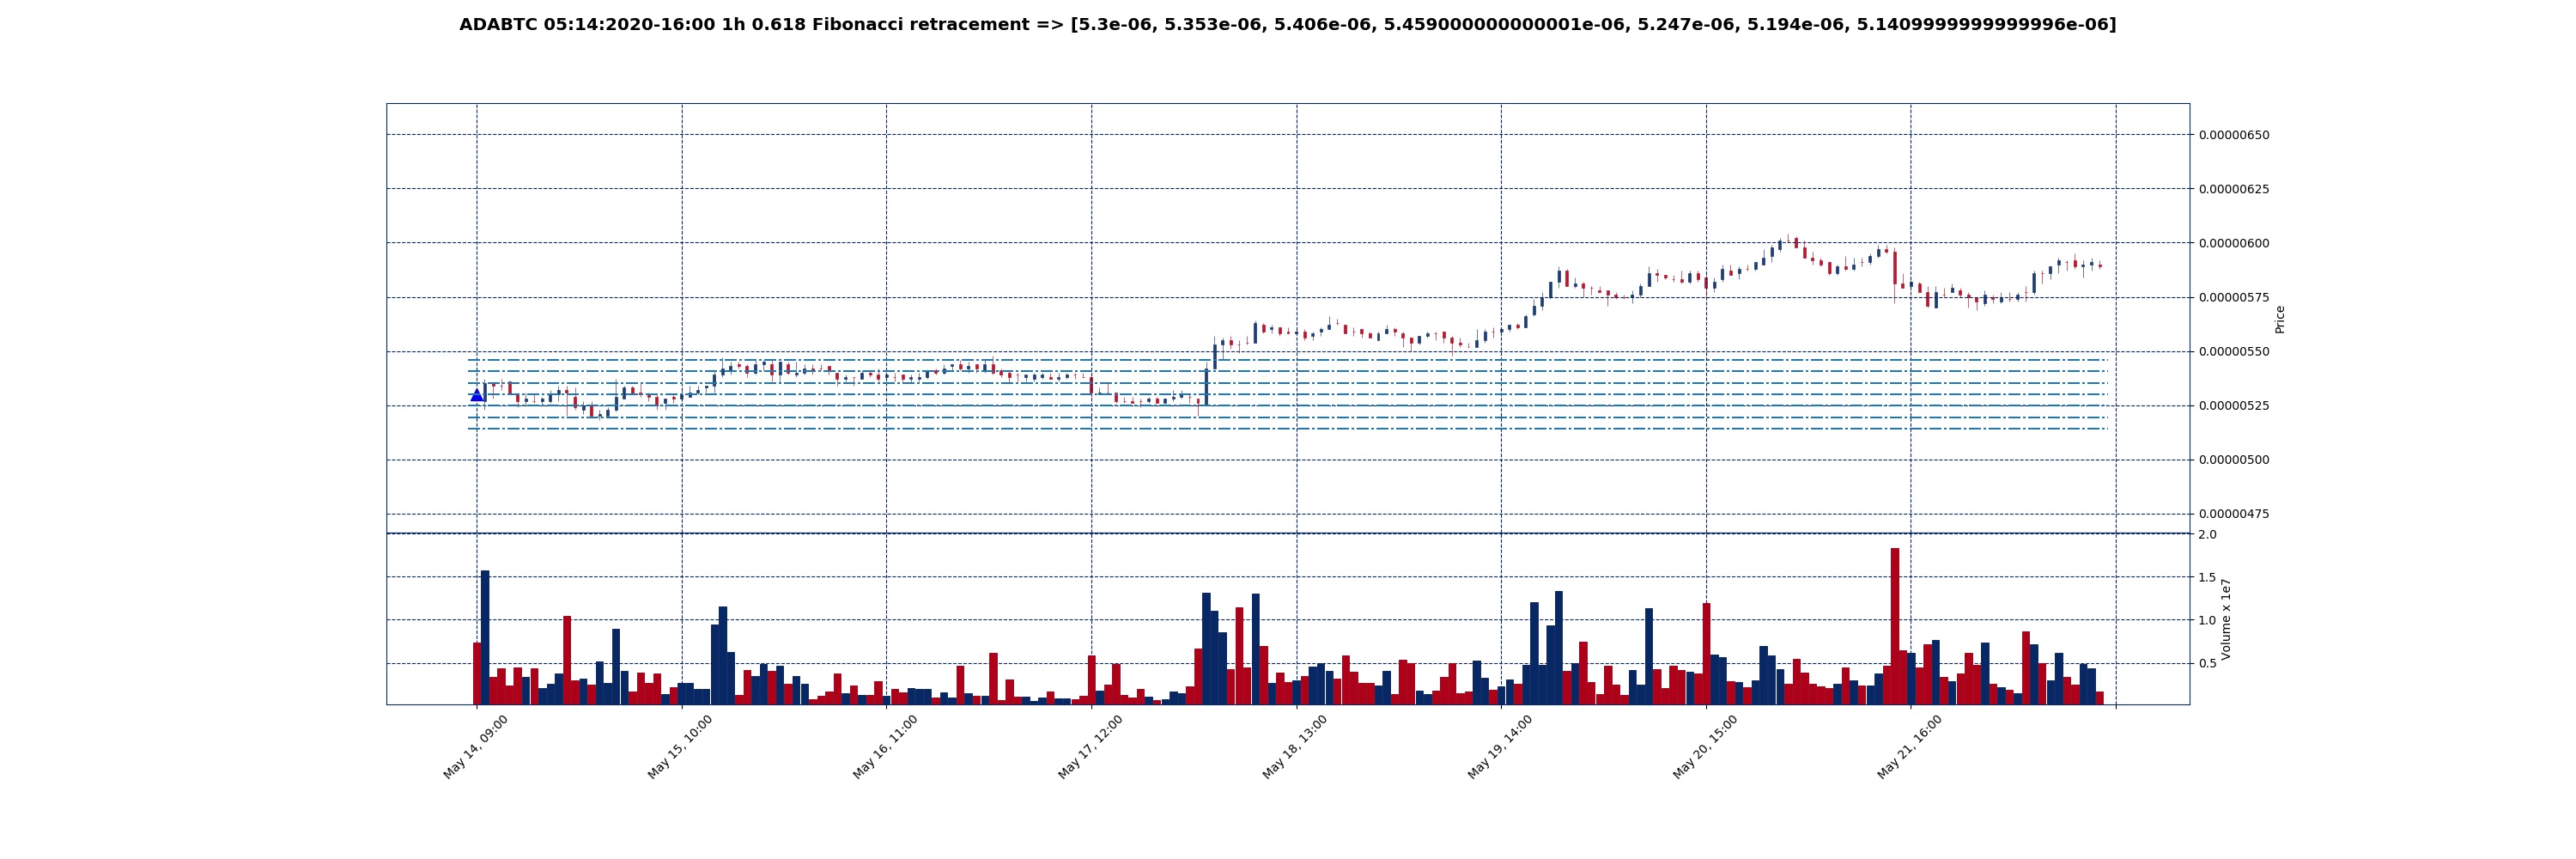 ADABTC 05:14:2020-16:00 1h 0.618 Fibonacci retracement => [5.3e-06, 5.353e-06, 5.406e-06, 5.459000000000001e-06, 5.247e-06, 5.194e-06, 5.1409999999999996e-06]
0.00000650
0.00000625
0.00000600
0.00000575
Price
0.00000550
0.00000525
0.00000500
0.00000475
2.0
1.5
1.0
Volume x 1e7
0.5
May 14, 09:00
May 15, 10:00
May 16, 11:00
May 17, 12:00
May 18, 13:00
May 19, 14:00
May 20, 15:00
May 21, 16:00